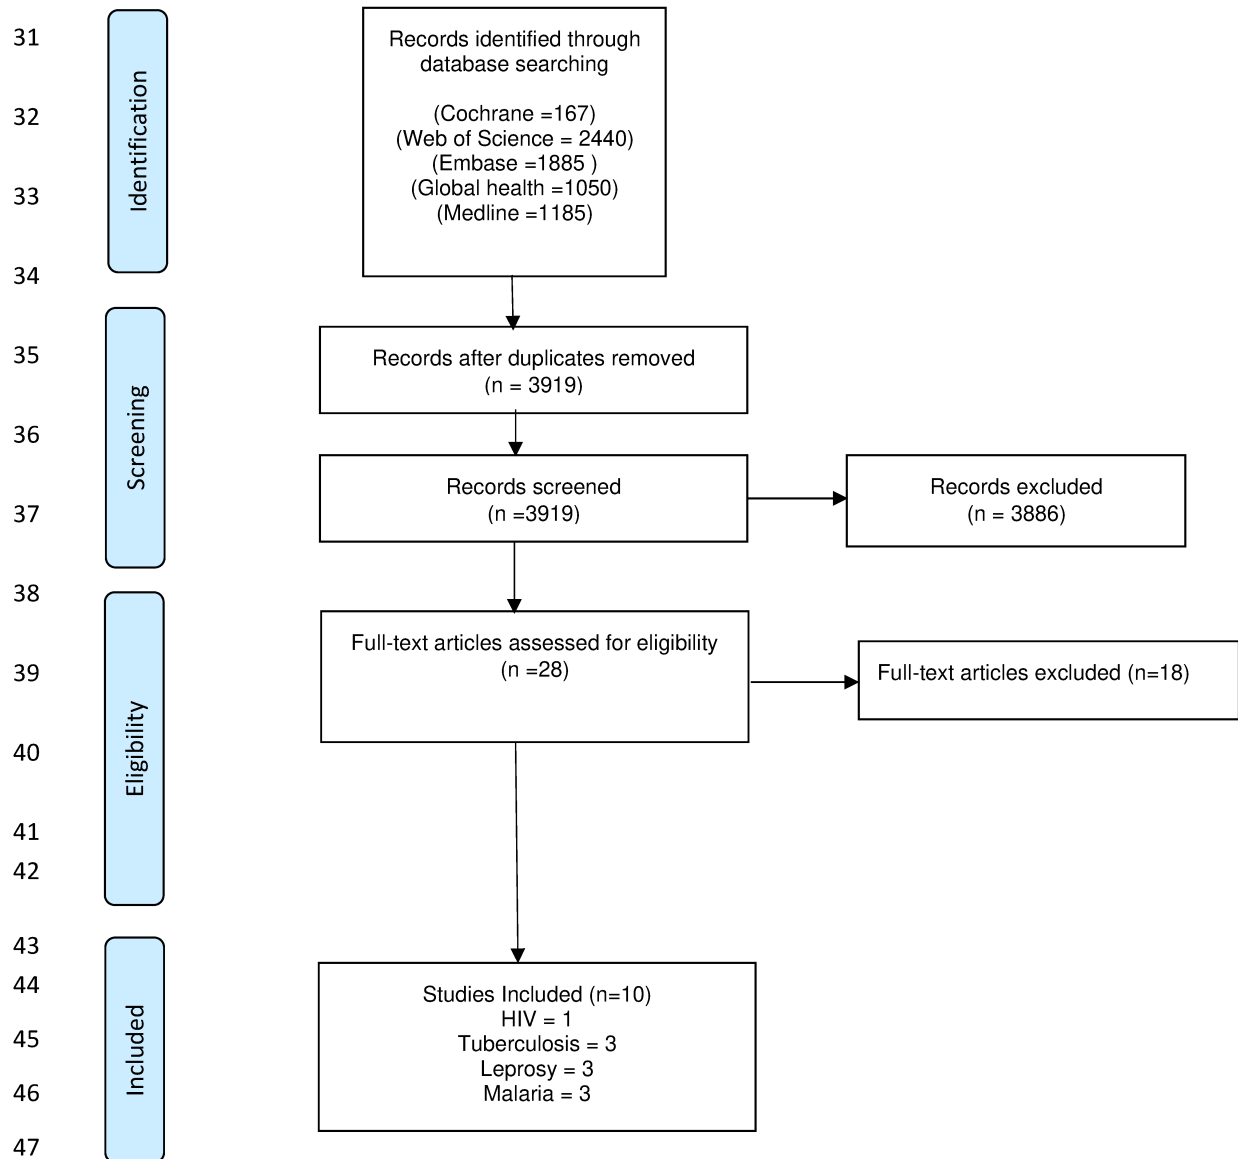 31
32
33
34
35
36
37
38
39
40
41
42
43
44
45
46
47
Identification
Records identified through
database searching
(Cochrane =167)
(Web of Science = 2440)
(Embase =1885 )
(Global health =1050)
(Medline =1185)
Screening
Records after duplicates removed
(n = 3919)
Records screened
(n =3919)
Records excluded
(n = 3886)
Eligibility
Full-text articles assessed for eligibility
(n =28)
Full-text articles excluded (n=18)
Included
Studies Included (n=10)
HIV = 1
Tuberculosis = 3
Leprosy = 3
Malaria = 3